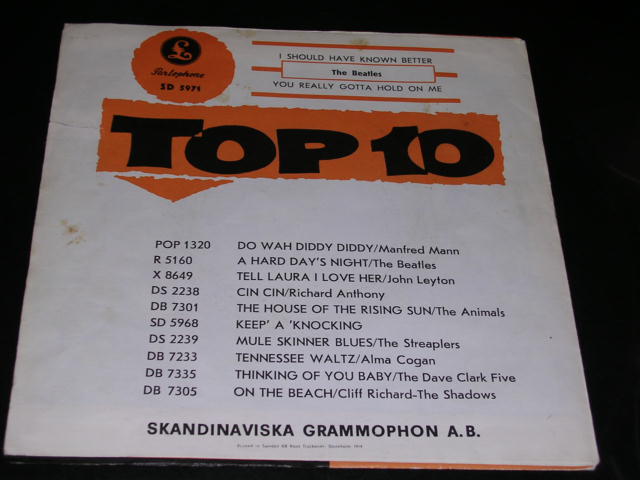 Parlophone
SD 5971
I SHOULD HAVE KNOWN BETTER
The Beatles
YOU REALLY GOTTA HOLD ON ME
TOP 10
POP 1320 DO WAH DIDDY DIDDY/Manfred Mann
R 5160 A HARD DAY'S NIGHT/The Beatles
X 8649 TELL LAURA I LOVE HER/John Leyton
DS 2238 CIN CIN/Richard Anthony
DB 7301 THE HOUSE OF THE RISING SUN/The Animals
SD 5968 KEEP' A 'KNOCKING
DS 2239 MULE SKINNER BLUES/The Streaplers
DB 7233 TENNESSEE WALTZ/Alma Cogan
DB 7335 THINKING OF YOU BABY/The Dave Clark Five
DB 7305 ON THE BEACH/Cliff Richard-The Shadows
SKANDINAVISKA GRAMMOPHON A.B.
Printed in Sweden